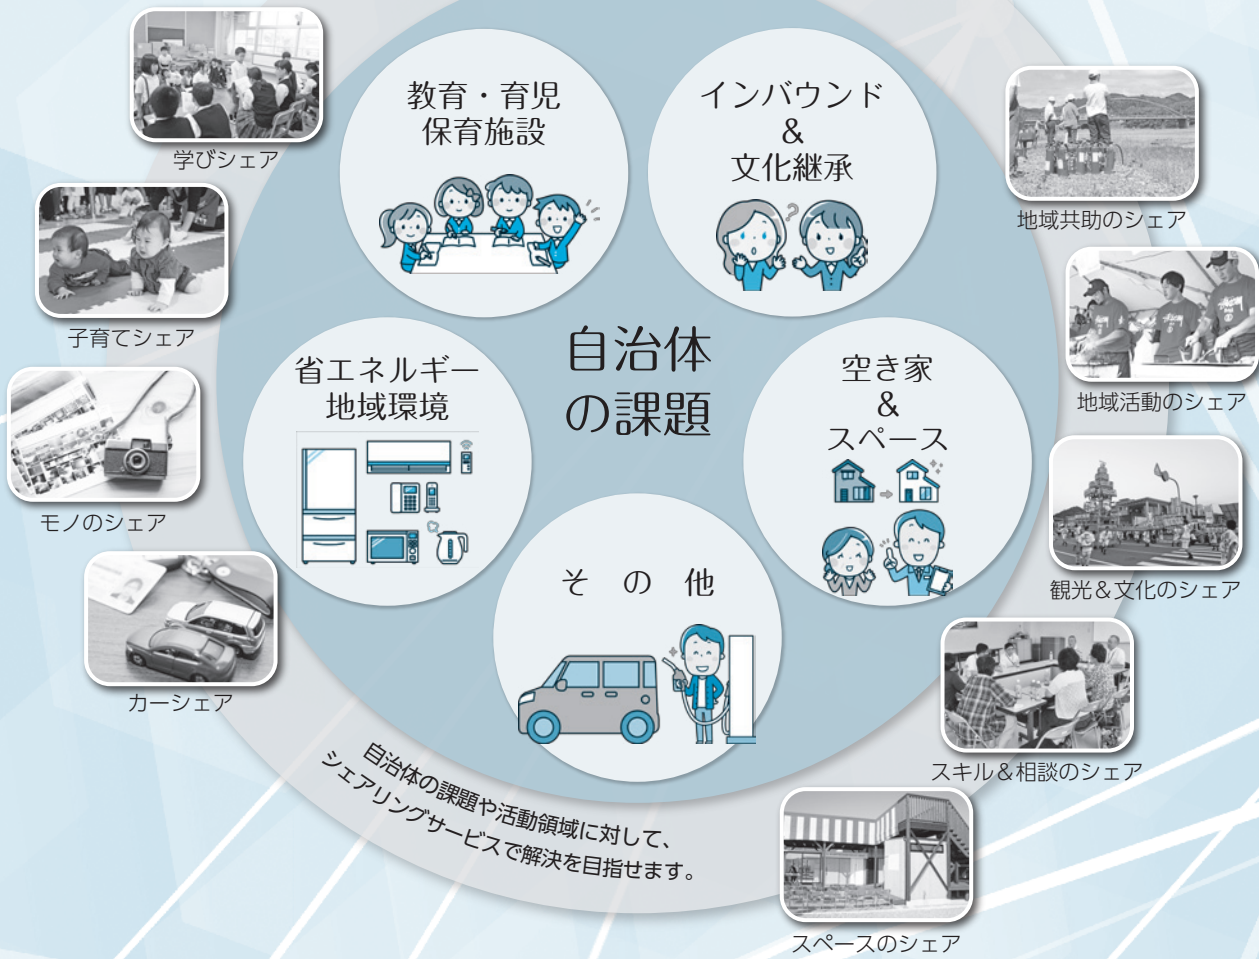 学びシェア
子育てシェア
モノのシェア
カーシェア
教育・育児
保育施設
インバウンド
&
文化継承
?
自治体
の課題
省エネルギー
地域環境
空き家
&
スペース
そ の 他
自治体の課題や活動領域に対して、
シェアリングサービスで解決を目指せます。
地域共助のシェア
地域活動のシェア
観光&文化のシェア
スキル&相談のシェア
スペースのシェア